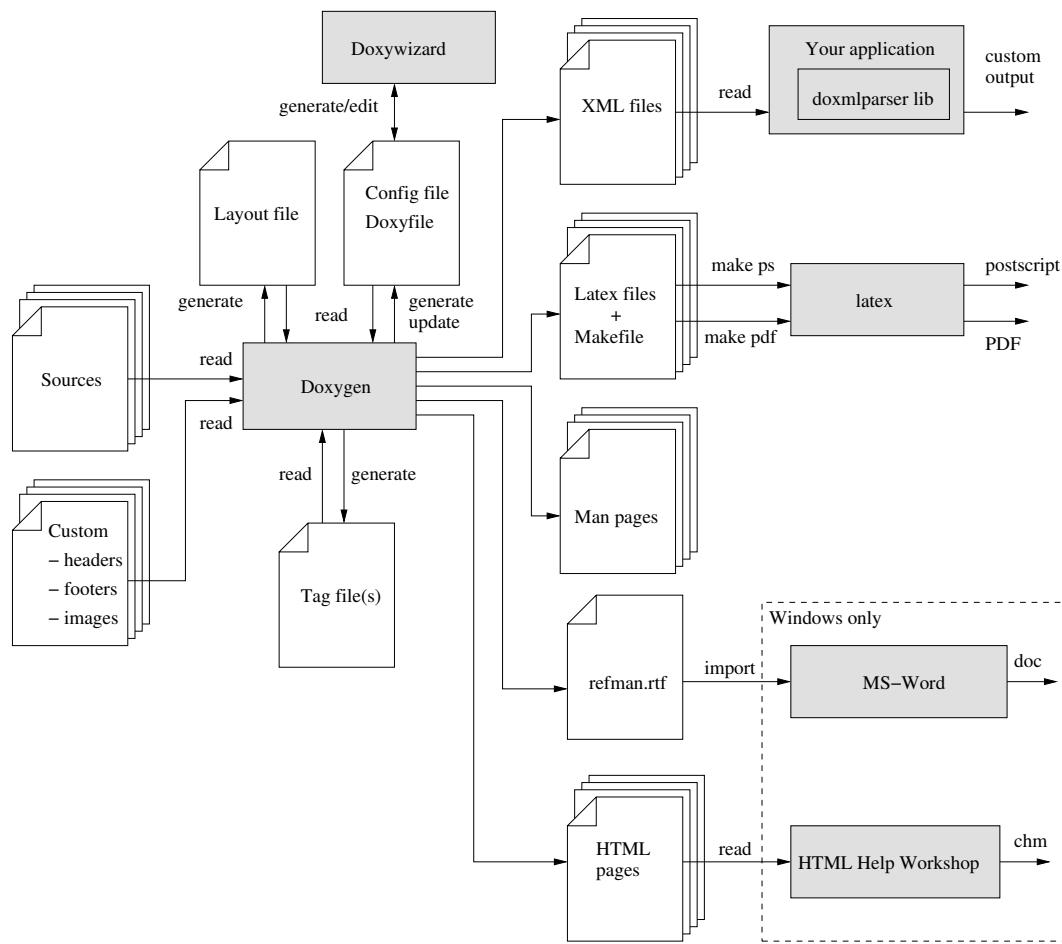 Doxywizard
generate/edit
Layout file
Config file
Doxyfile
generate
read
generate
update
Sources
read
Doxygen
Custom
– headers
– footers
– images
read
read
generate
Tag file(s)
XML files
read
Your application
doxmlparser lib
custom
output
Latex files
+
Makefile
make ps
make pdf
latex
postscript
PDF
Man pages
refman.rtf
import
Windows only
MS–Word
doc
HTML
pages
read
HTML Help Workshop
chm